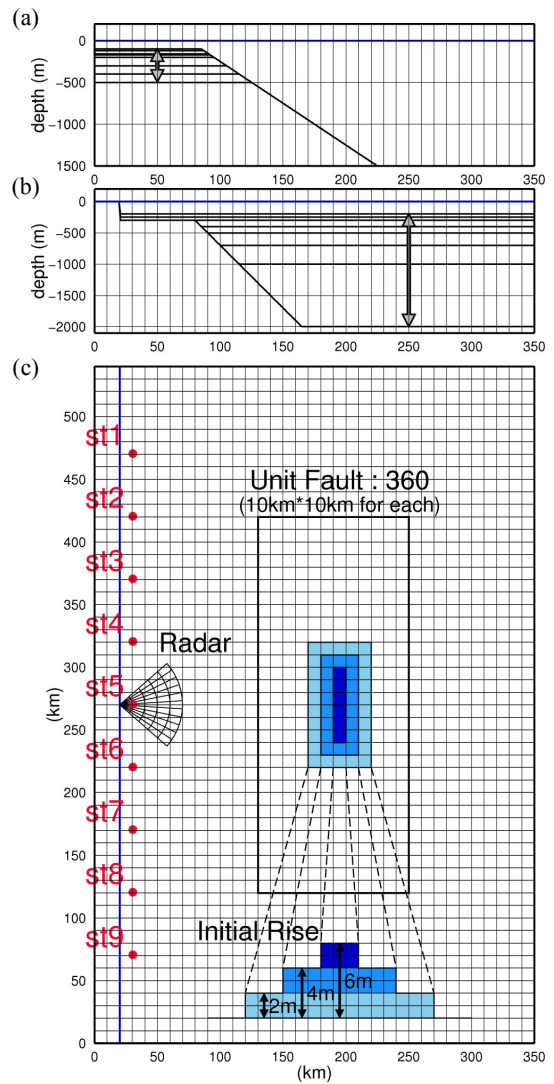 (a)
0
−500
−1000
1500
depth (m)
0 50 100 150 200 250 300 350
(b)
0
−500
−1000
−1500
−2000
depth (m)
0 50 100 150 200 250 300 350
(c)
500
450
400
350
300
250
200
150
100
50
0
(km)
st1
st2
st3
st4
st5
st6
st7
st8
st9
Unit Fault : 360
(10km*10km for each)
Radar
Initial Rise
2m
4m
6m
0 50 100 150 200 250 300 350
(km)